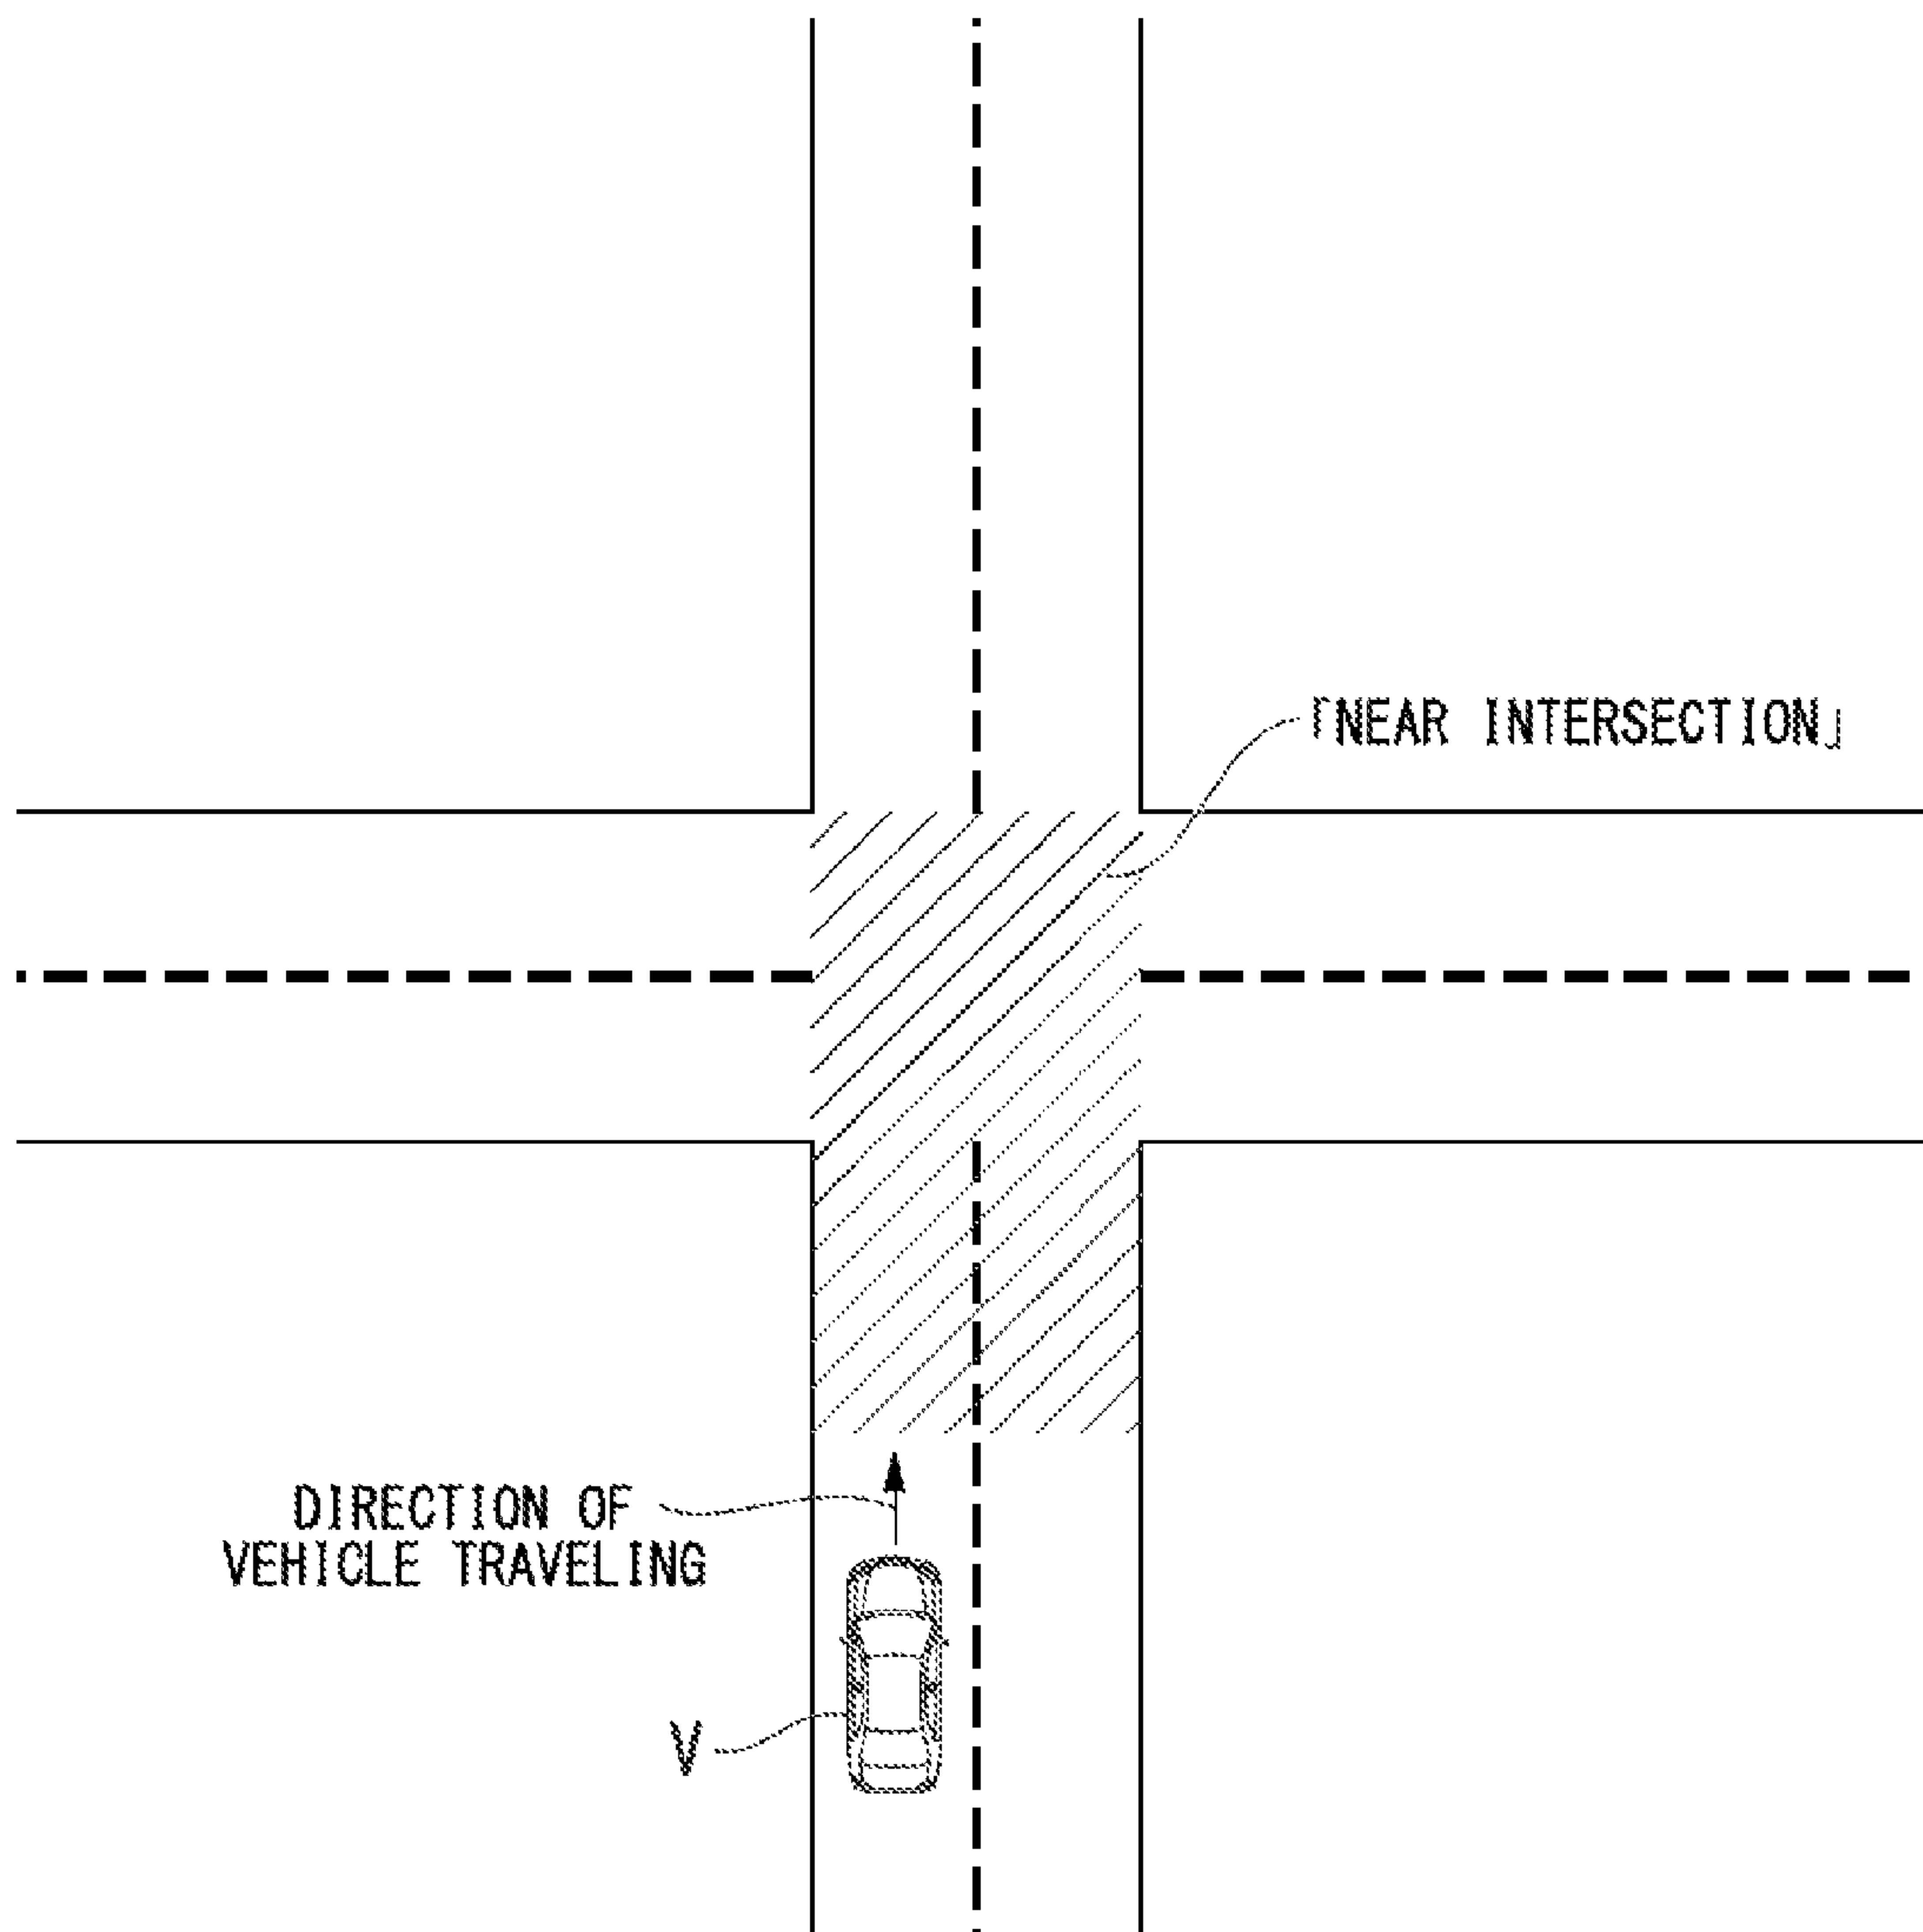 「NEAR INTERSECTION」
DIRECTION OF
VEHICLE TRAVELING
V